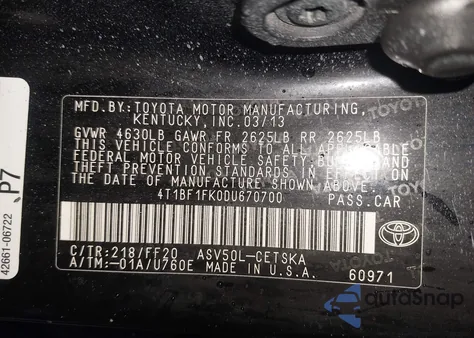 MFD.BY: TOYOTA MOTOR MANUFACTURING,
KENTUCKY, INC. 03/13
GVWR 4630LB GAWR FR 2625LB RR 2625LB
THIS VEHICLE CONFORMS TO ALL APPLICABLE
FEDERAL MOTOR VEHICLE SAFETY, BUMPER, AND
THEFT PREVENTION STANDARDS IN EFFECT ON
THE DATE OF MANUFACTURE SHOWN ABOVE.
4T1BF1FK0DU670700 PASS.CAR
C/TR:218/FF20 ASV50L-CETSKA
A/TM:-01A/U760E MADE IN U.S.A. 60971
42661-06722
P7
TOYOTA
autoSnap